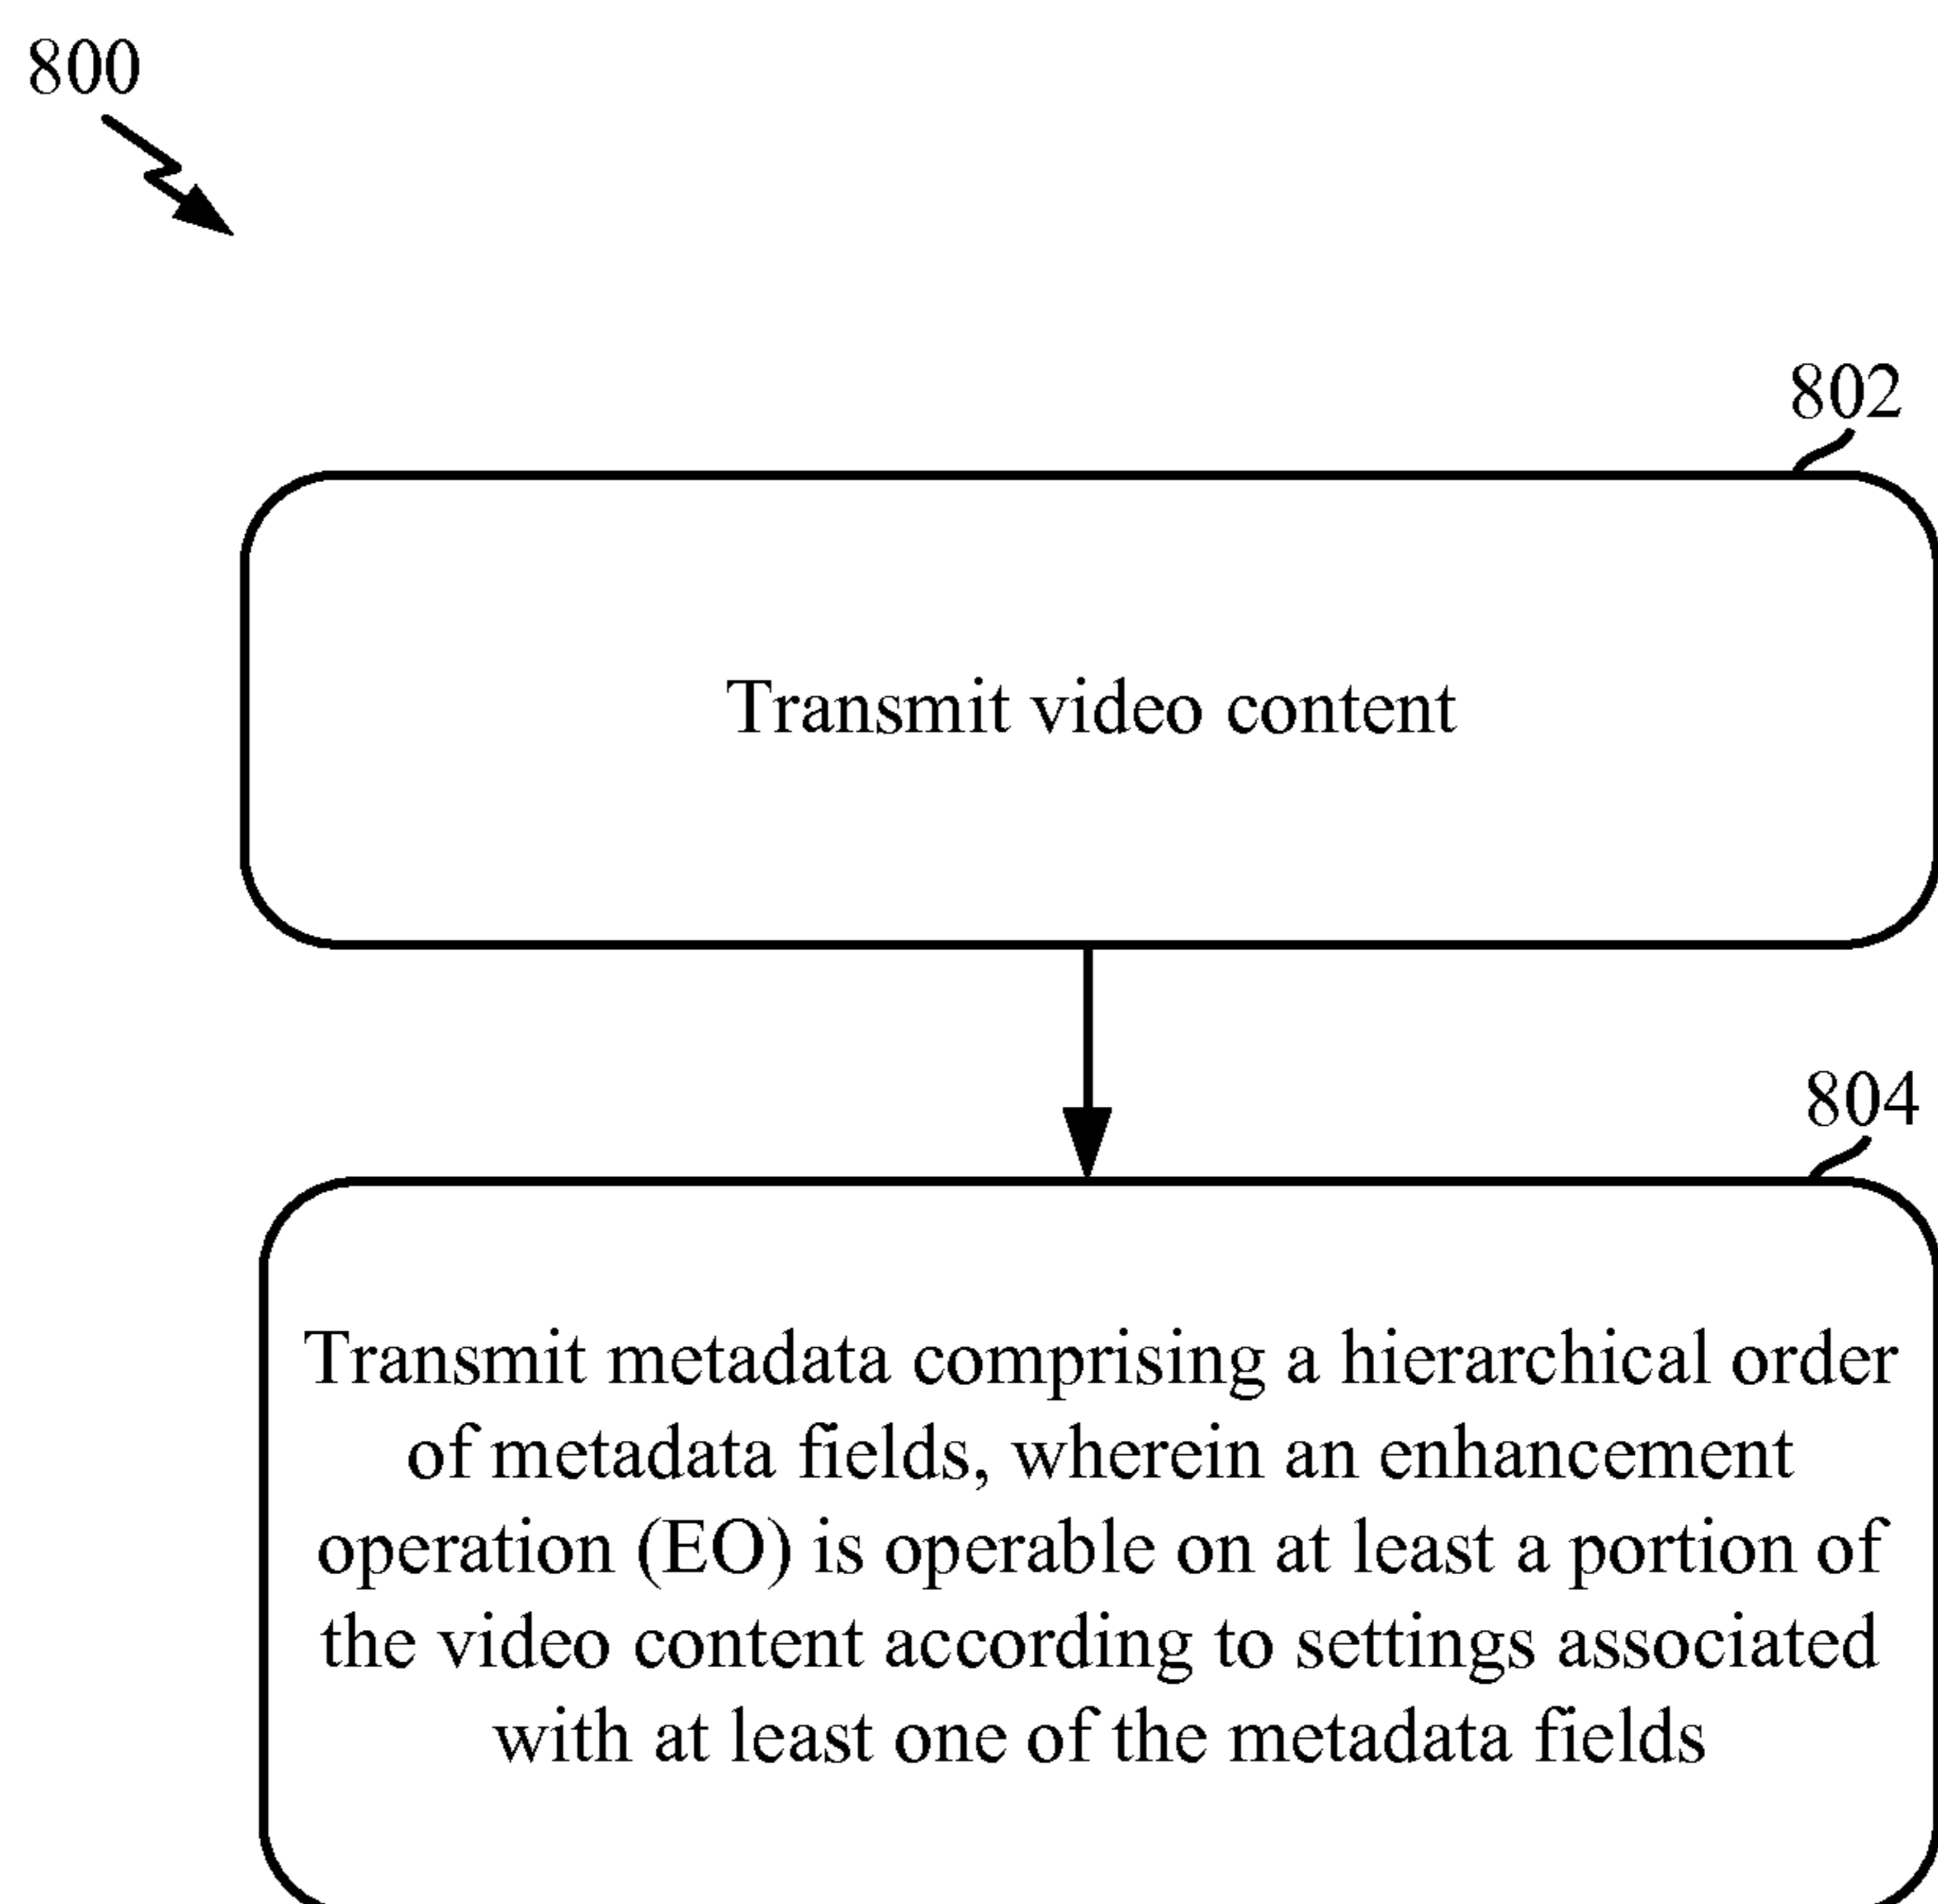 800
802
Transmit video content
804
Transmit metadata comprising a hierarchical order
of metadata fields, wherein an enhancement
operation (EO) is operable on at least a portion of
the video content according to settings associated
with at least one of the metadata fields